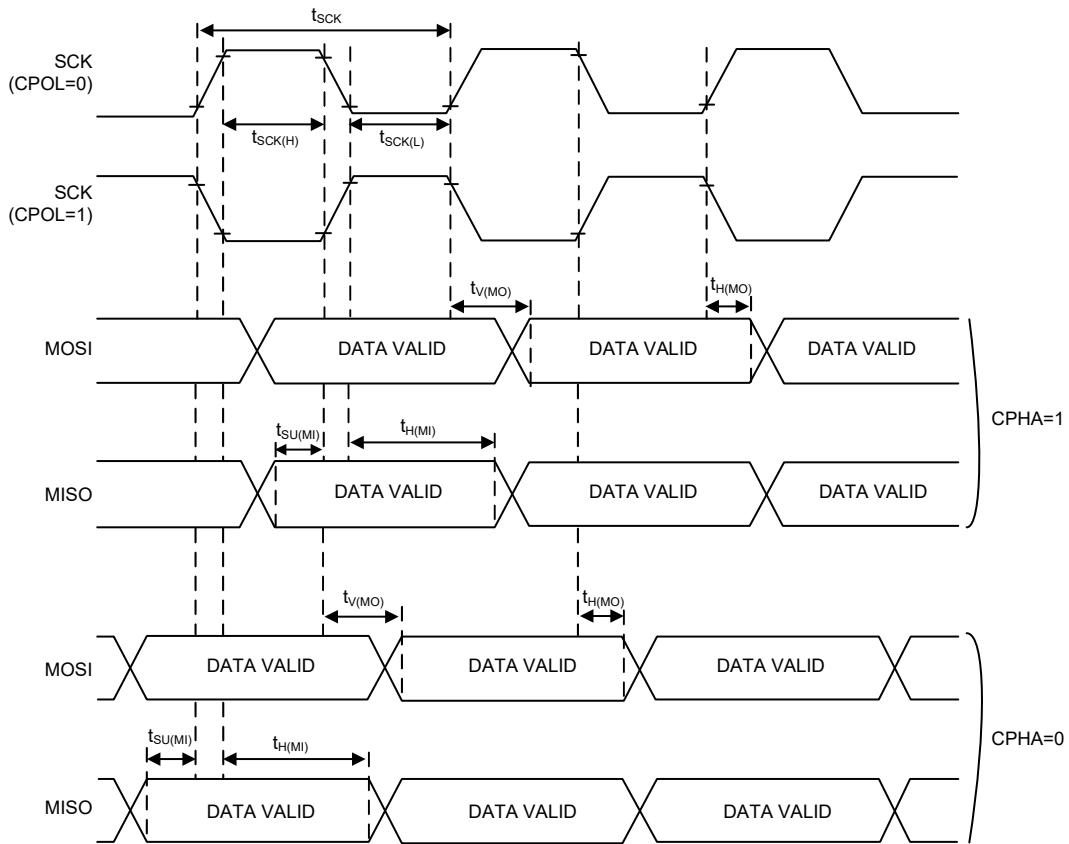 tSCK
SCK
(CPOL=0)
tSCK(H)
tSCK(L)
SCK
(CPOL=1)
tV(MO)
tH(MO)
MOSI
DATA VALID
DATA VALID
DATA VALID
CPHA=1
tSU(MI)
tH(MI)
MISO
DATA VALID
DATA VALID
DATA VALID
tV(MO)
tH(MO)
MOSI
DATA VALID
DATA VALID
DATA VALID
CPHA=0
tSU(MI)
tH(MI)
MISO
DATA VALID
DATA VALID
DATA VALID